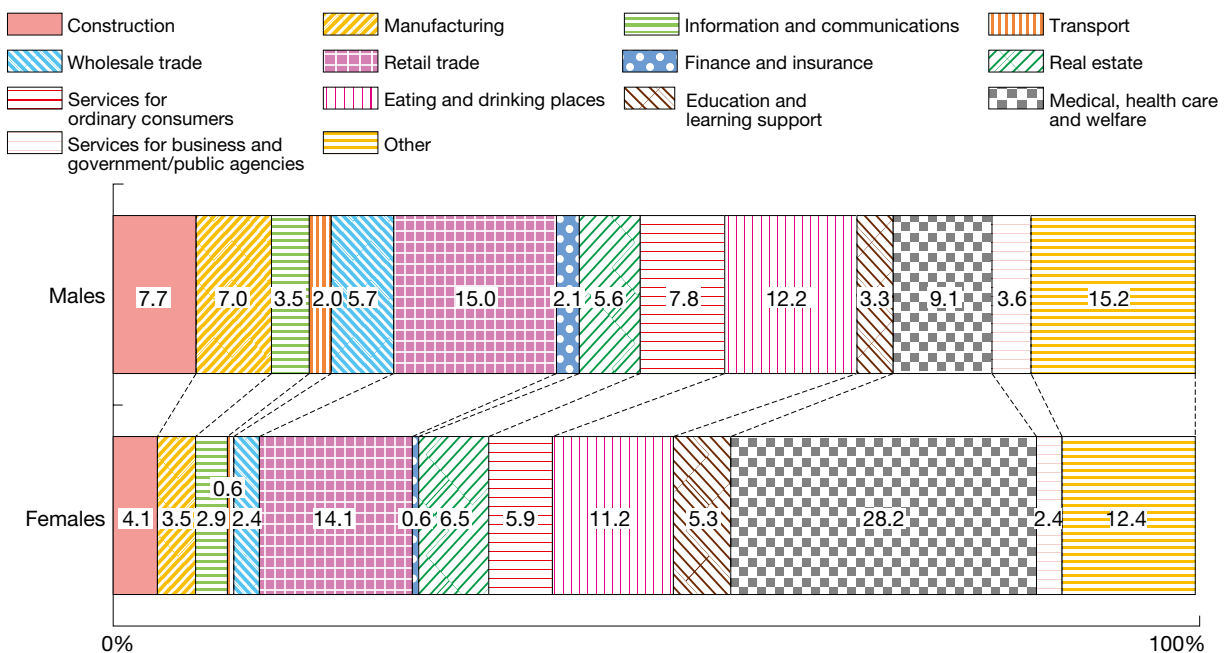 Construction
Manufacturing
Information and communications
Transport
Wholesale trade
Retail trade
Finance and insurance
Real estate
Services for
ordinary consumers
Eating and drinking places
Education and
learning support
Medical, health care
and welfare
Services for business and
government/public agencies
Other
Males
7.7
7.0
3.5
2.0
5.7
15.0
2.1
5.6
7.8
12.2
3.3
9.1
3.6
15.2
Females
4.1
3.5
2.9
0.6
2.4
14.1
0.6
6.5
5.9
11.2
5.3
28.2
2.4
12.4
0%
100%